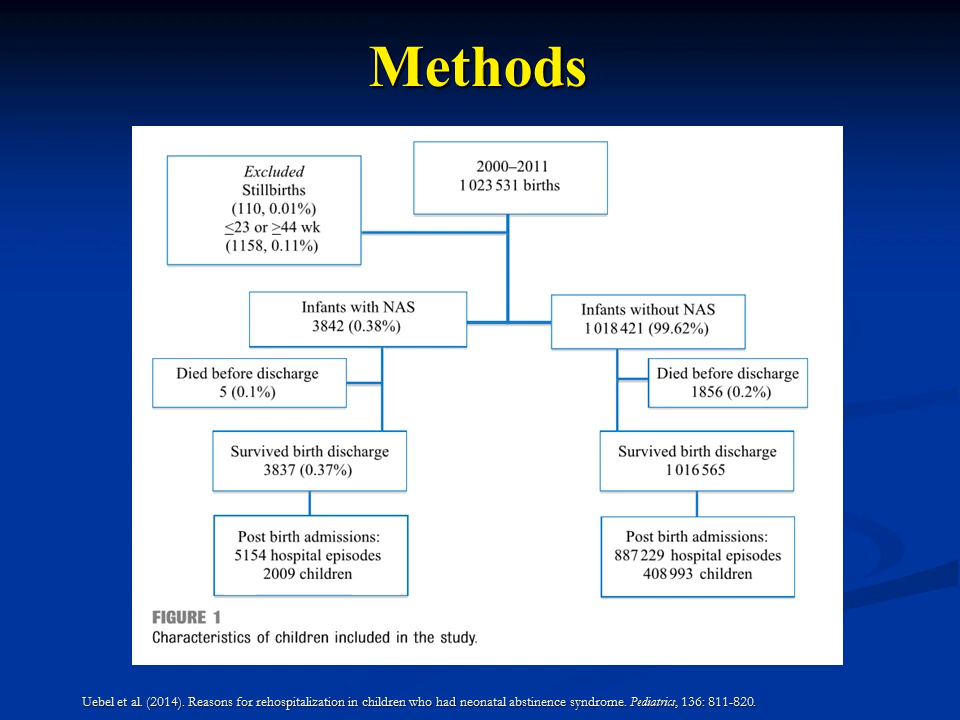 Methods
Excluded
Stillbirths
(110, 0.01%)
≤23 or ≥44 wk
(1158, 0.11%)
2000–2011
1 023 531 births
Infants with NAS
3842 (0.38%)
Infants without NAS
1 018 421 (99.62%)
Died before discharge
5 (0.1%)
Died before discharge
1856 (0.2%)
Survived birth discharge
3837 (0.37%)
Survived birth discharge
1 016 565
Post birth admissions:
5154 hospital episodes
2009 children
Post birth admissions:
887 229 hospital episodes
408 993 children
FIGURE 1
Characteristics of children included in the study.
Uebel et al. (2014). Reasons for rehospitalization in children who had neonatal abstinence syndrome. Pediatrics, 136: 811-820.